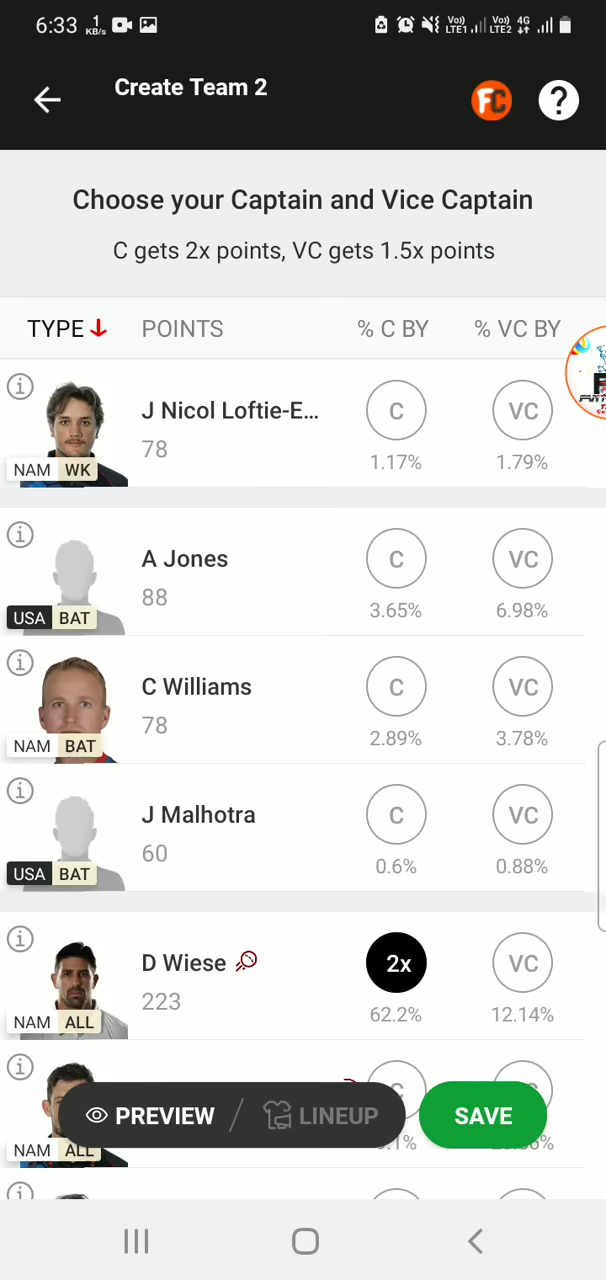 6:33 1 KB/s Vo)) LTE1 Vo)) LTE2 4G
Create Team 2
FC ?
Choose your Captain and Vice Captain
C gets 2x points, VC gets 1.5x points
TYPE POINTS % C BY % VC BY
J Nicol Loftie-E... C VC
78 1.17% 1.79%
NAM WK
A Jones C VC
88 3.65% 6.98%
USA BAT
C Williams C VC
78 2.89% 3.78%
NAM BAT
J Malhotra C VC
60 0.6% 0.88%
USA BAT
D Wiese 2x VC
223 62.2% 12.14%
NAM ALL
PREVIEW / LINEUP SAVE
NAM ALL